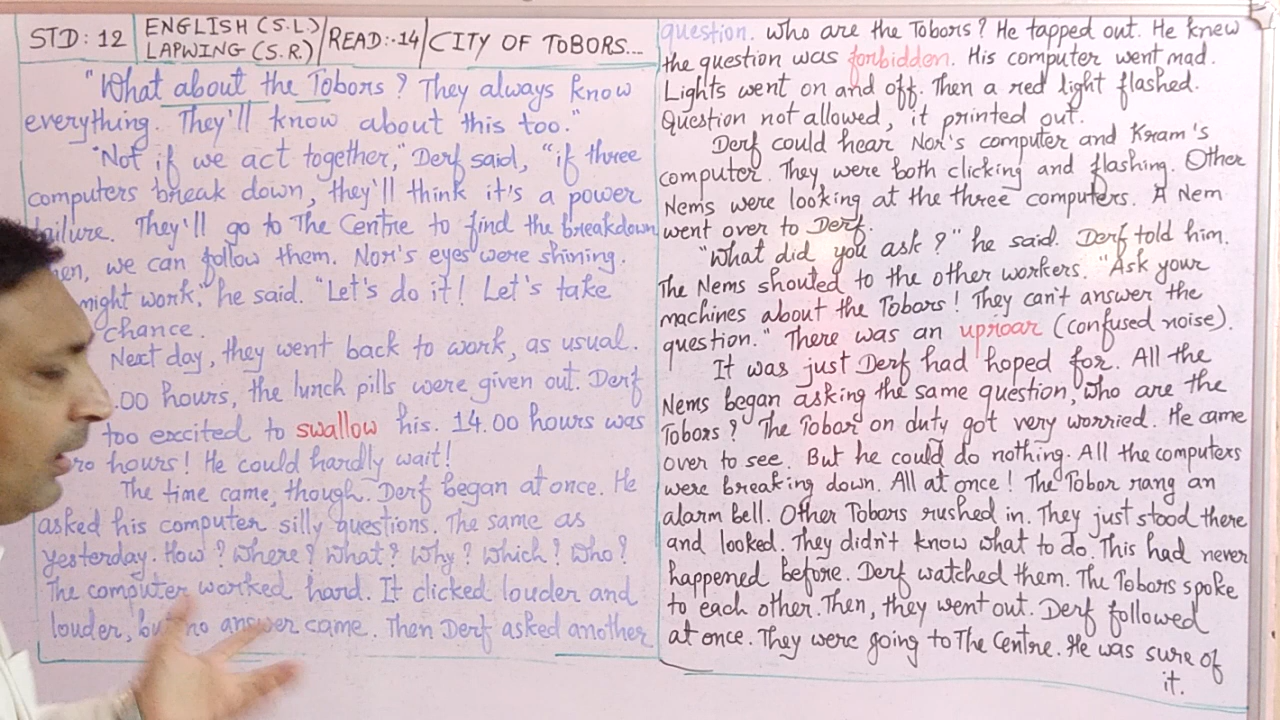 STD: 12
ENGLISH (S.L.)
LAPWING (S.R.)
READ:-14
CITY OF TOBORS...
"What about the Tobors? They always know
everything. They'll know about this too."
"Not if we act together," Derf said, "if three
computers break down, they'll think it's a power
failure. They'll go to The Centre to find the breakdown
en, we can follow them. Nor's eyes were shining.
might work," he said. "Let's do it! Let's take
chance.
Next day, they went back to work, as usual.
.00 hours, the lunch pills were given out. Derf
too excited to swallow his. 14.00 hours was
ro hours! He could hardly wait!
The time came, though. Derf began at once. He
asked his computer silly questions. The same as
yesterday. How? Where? What? Why? Which? Who?
The computer worked hard. It clicked louder and
louder, but no answer came. Then Derf asked another
question. Who are the Tobors? He tapped out. He knew
the question was forbidden. His computer went mad.
Lights went on and off. Then a red light flashed.
Question not allowed, it printed out.
Derf could hear Nor's computer and Kram's
computer. They were both clicking and flashing. Other
Nems were looking at the three computers. A Nem
went over to Derf.
"What did you ask?" he said. Derf told him.
The Nems shouted to the other workers. "Ask your
machines about the Tobors! They can't answer the
question." There was an uproar (confused noise).
It was just Derf had hoped for. All the
Nems began asking the same question, Who are the
Tobors? The Tobor on duty got very worried. He came
over to see. But he could do nothing. All the computers
were breaking down. All at once! The Tobor rang an
alarm bell. Other Tobors rushed in. They just stood there
and looked. They didn't know what to do. This had never
happened before. Derf watched them. The Tobors spoke
to each other. Then, they went out. Derf followed
at once. They were going to The Centre. He was sure of
it.